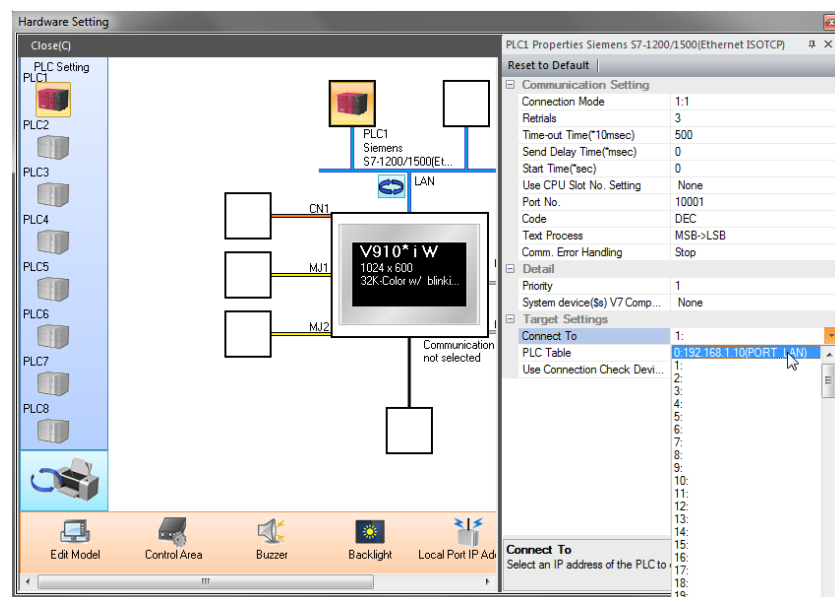 Hardware Setting
Close(C)
PLC Setting
PLC1
PLC2
PLC3
PLC4
PLC5
PLC6
PLC7
PLC8
PLC1
Siemens
S7-1200/1500(Et...
LAN
CN1
MJ1
MJ2
V910* i W
1024 x 600
32K-Color w/ blinki...
Communication
not selected
Edit Model
Control Area
Buzzer
Backlight
Local Port IP Ad
PLC1 Properties Siemens S7-1200/1500(Ethernet ISOTCP)
Reset to Default
Communication Setting
Connection Mode 1:1
Retrials 3
Time-out Time(*10msec) 500
Send Delay Time(*msec) 0
Start Time(*sec) 0
Use CPU Slot No. Setting None
Port No. 10001
Code DEC
Text Process MSB->LSB
Comm. Error Handling Stop
Detail
Priority 1
System device($s) V7 Comp... None
Target Settings
Connect To 1:
PLC Table
Use Connection Check Devi...
0:192.168.1.10(PORT_LAN)
1:
2:
3:
4:
5:
6:
7:
8:
9:
10:
11:
12:
13:
14:
15:
16:
17:
18:
19:
Connect To
Select an IP address of the PLC to